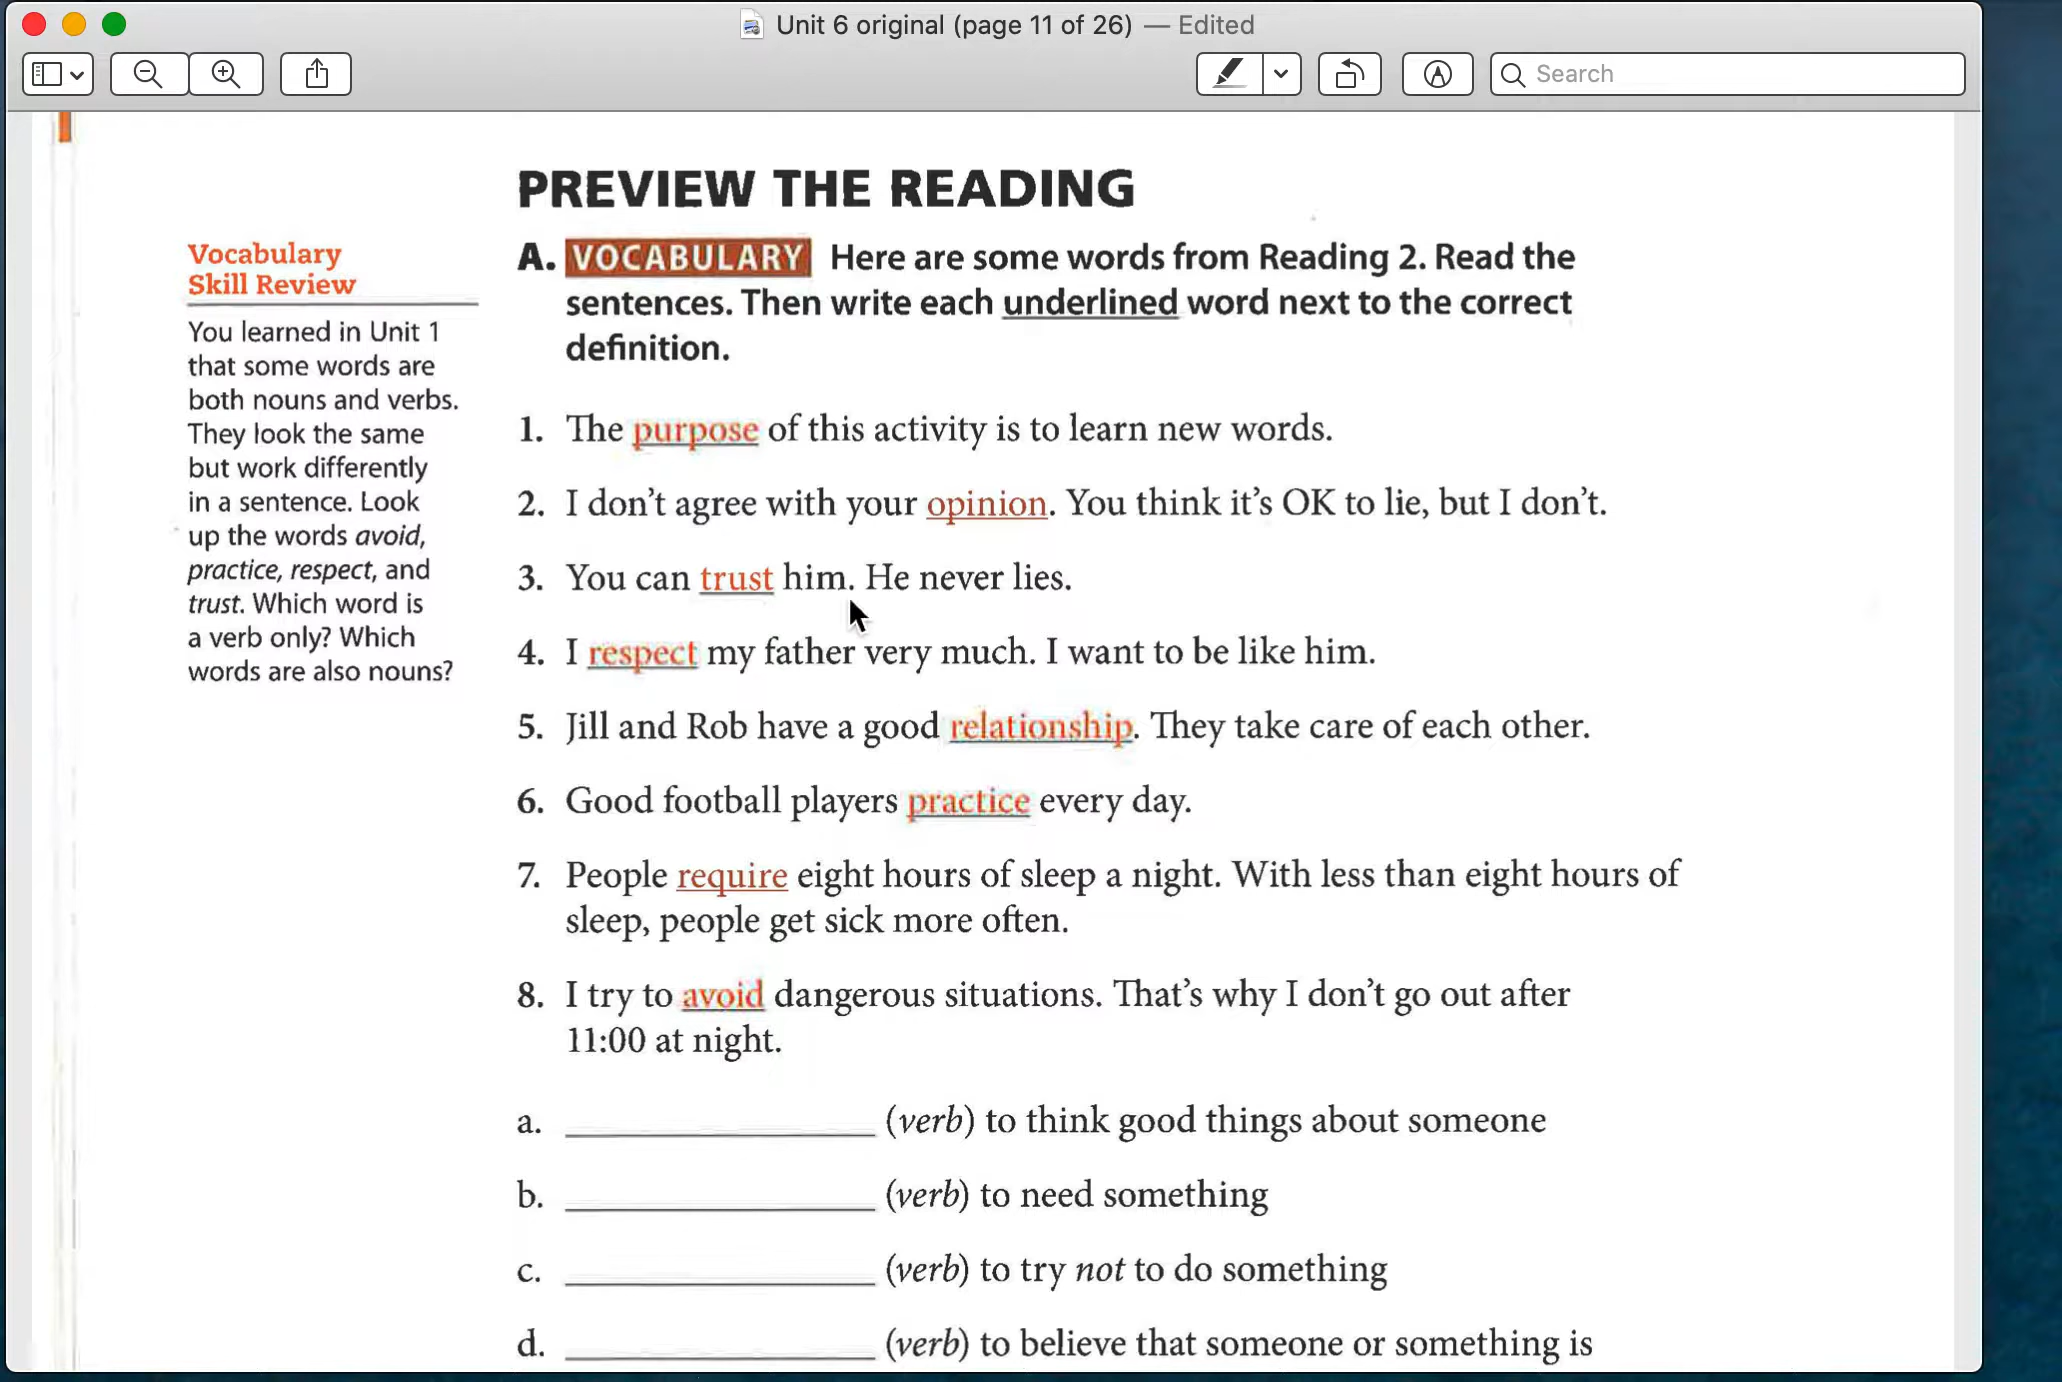 Unit 6 original (page 11 of 26) — Edited
Search
PREVIEW THE READING
Vocabulary
Skill Review
You learned in Unit 1
that some words are
both nouns and verbs.
They look the same
but work differently
in a sentence. Look
up the words avoid,
practice, respect, and
trust. Which word is
a verb only? Which
words are also nouns?
A. VOCABULARY Here are some words from Reading 2. Read the
sentences. Then write each underlined word next to the correct
definition.
1. The purpose of this activity is to learn new words.
2. I don't agree with your opinion. You think it's OK to lie, but I don't.
3. You can trust him. He never lies.
4. I respect my father very much. I want to be like him.
5. Jill and Rob have a good relationship. They take care of each other.
6. Good football players practice every day.
7. People require eight hours of sleep a night. With less than eight hours of
sleep, people get sick more often.
8. I try to avoid dangerous situations. That's why I don't go out after
11:00 at night.
a. ______________ (verb) to think good things about someone
b. ______________ (verb) to need something
c. ______________ (verb) to try not to do something
d. ______________ (verb) to believe that someone or something is